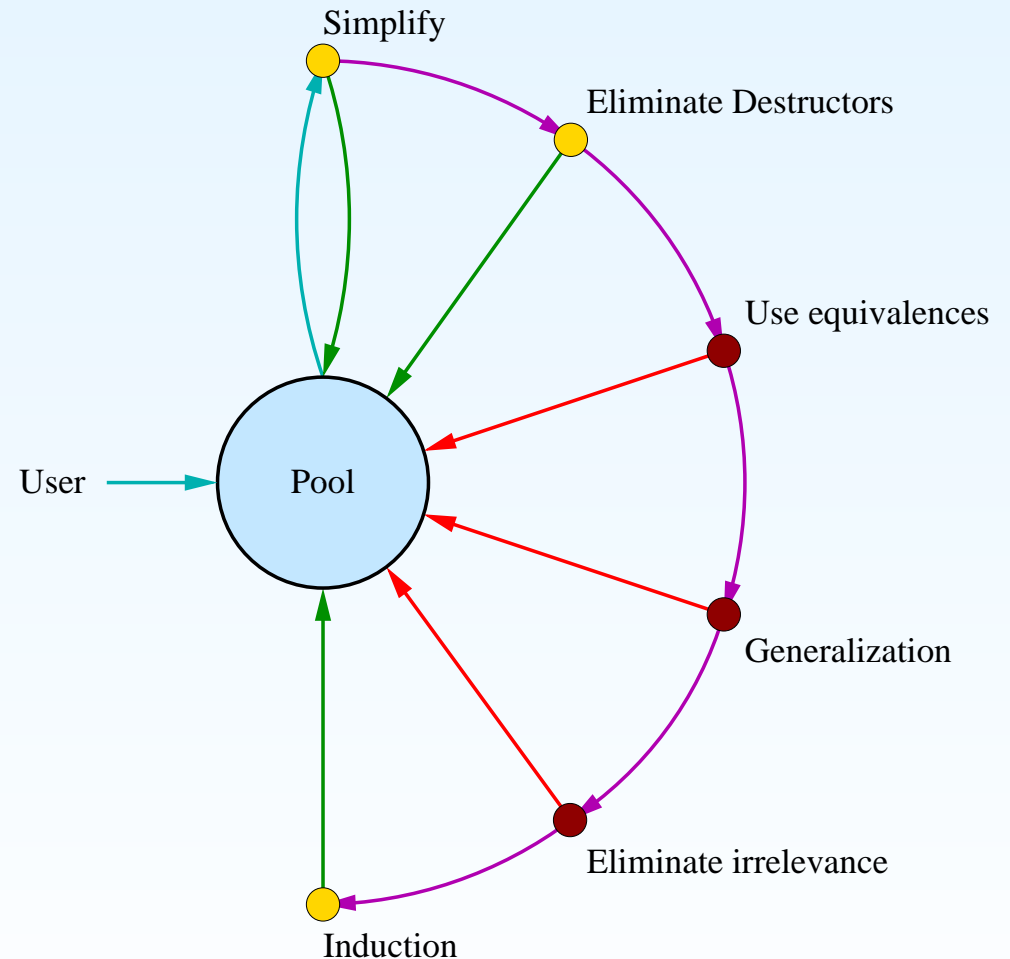 Simplify
Eliminate Destructors
Use equivalences
User
Pool
Generalization
Eliminate irrelevance
Induction